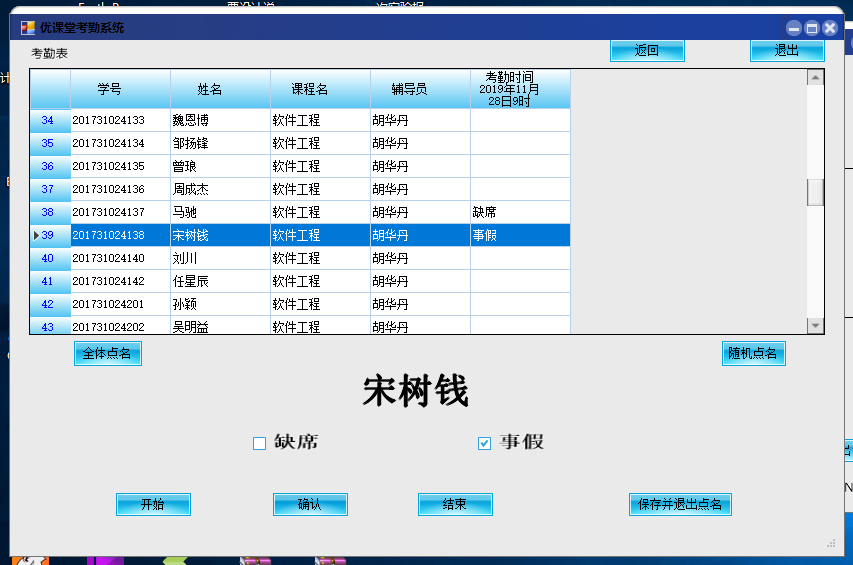 优课堂考勤系统
考勤表
返回
退出
学号 姓名 课程名 辅导员 考勤时间
2019年11月
28日9时
34 201731024133 魏恩博 软件工程 胡华丹
35 201731024134 邹扬锋 软件工程 胡华丹
36 201731024135 曾琅 软件工程 胡华丹
37 201731024136 周成杰 软件工程 胡华丹
38 201731024137 马驰 软件工程 胡华丹 缺席
39 201731024138 宋树钱 软件工程 胡华丹 事假
40 201731024140 刘川 软件工程 胡华丹
41 201731024142 任星辰 软件工程 胡华丹
42 201731024201 孙颖 软件工程 胡华丹
43 201731024202 吴明益 软件工程 胡华丹
全体点名
随机点名
宋树钱
缺席
事假
开始
确认
结束
保存并退出点名